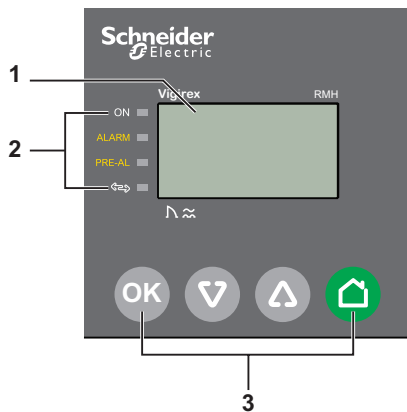 Schneider
Electric
1
Vigirex RMH
ON
ALARM
2
PRE-AL
OK
3